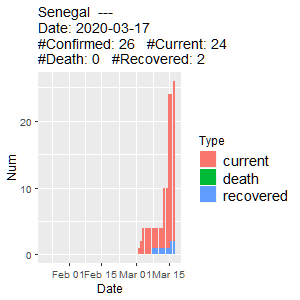 Senegal  ---
Date: 2020-03-17
#Confirmed: 26   #Current: 24
#Death: 0   #Recovered: 2
Num
20
10
0
Feb 01 Feb 15 Mar 01 Mar 15
Date
Type
current
death
recovered